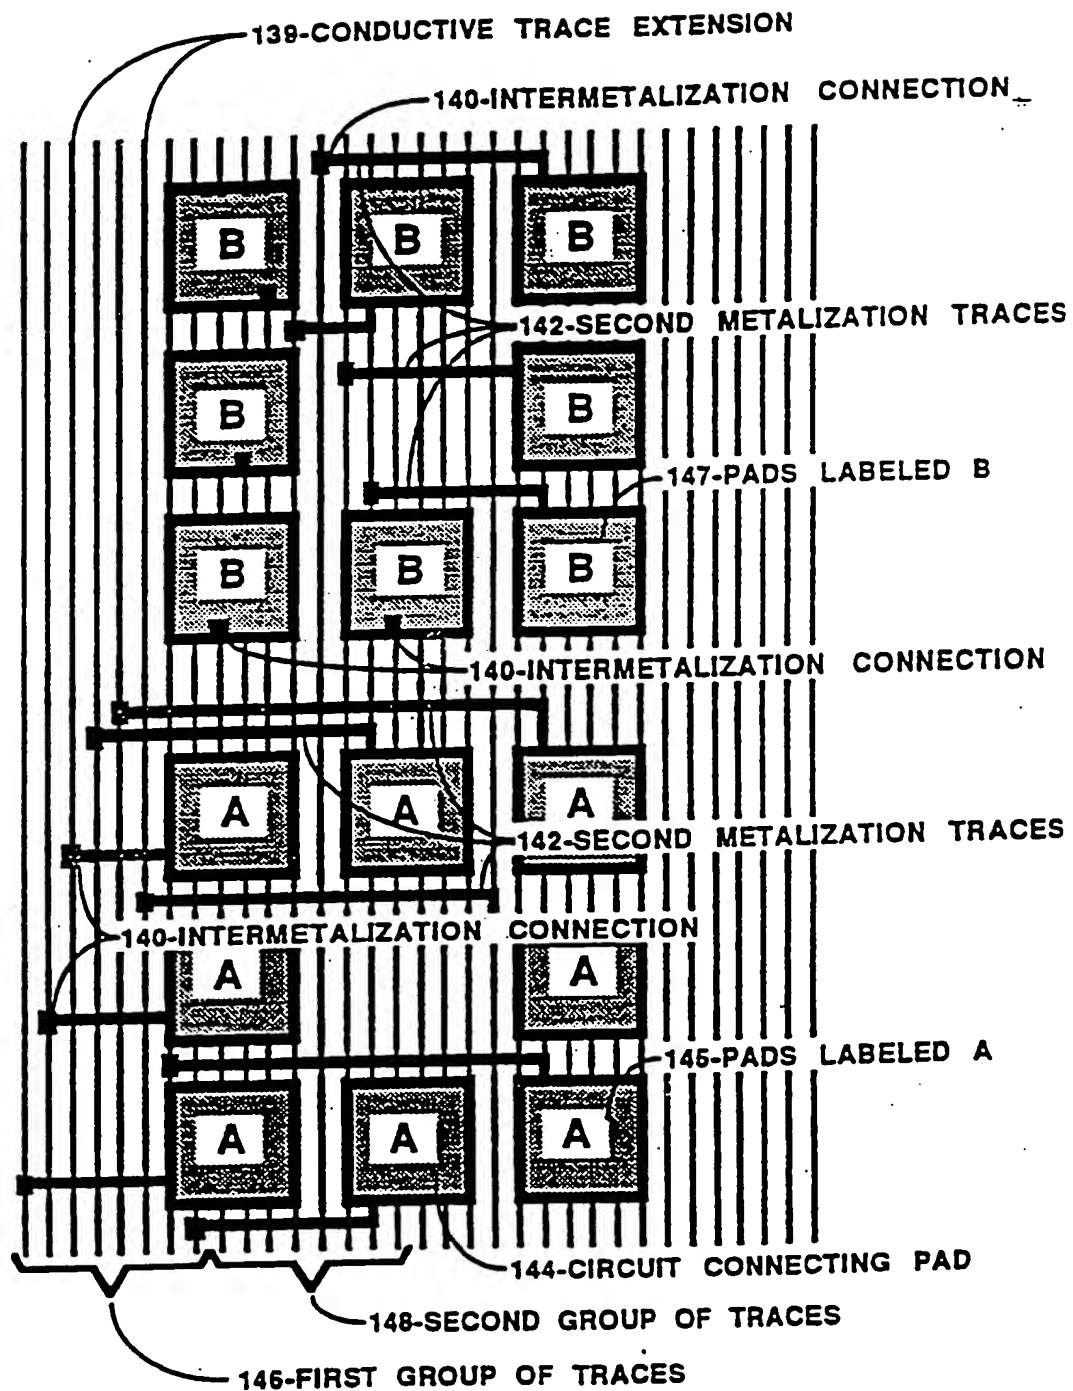 139-CONDUCTIVE TRACE EXTENSION
140-INTERMETALIZATION CONNECTION
B B B
142-SECOND METALIZATION TRACES
B B
147-PADS LABELED B
B B B
140-INTERMETALIZATION CONNECTION
A A A
142-SECOND METALIZATION TRACES
140-INTERMETALIZATION CONNECTION
A A
145-PADS LABELED A
A A A
144-CIRCUIT CONNECTING PAD
148-SECOND GROUP OF TRACES
146-FIRST GROUP OF TRACES